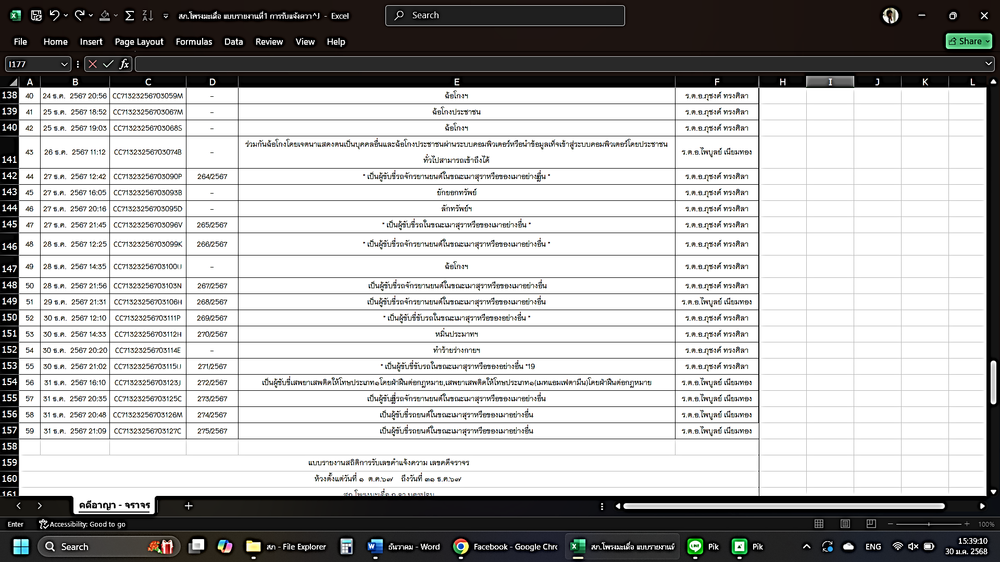 สภ.โพรงมะเดื่อ แบบรายงานที่1 การรับแจ้งควา^J - Excel
Search
File Home Insert Page Layout Formulas Data Review View Help
Share
I177
fx
A B C D E F H I J K L
138 40 24 ธ.ค. 2567 20:56 CC71323256703059M - ฉ้อโกงฯ ร.ต.อ.ภุชงค์ ทรงศิลา
139 41 25 ธ.ค. 2567 18:52 CC71323256703067M - ฉ้อโกงประชาชน ร.ต.อ.ภุชงค์ ทรงศิลา
140 42 25 ธ.ค. 2567 19:03 CC71323256703068S - ฉ้อโกงฯ ร.ต.อ.ภุชงค์ ทรงศิลา
ร่วมกันฉ้อโกงโดยเจตนาแสดงตนเป็นบุคคลอื่นและฉ้อโกงประชาชนผ่านระบบคอมพิวเตอร์หรือนำข้อมูลเท็จเข้าสู่ระบบคอมพิวเตอร์โดยประชาชน
141 43 26 ธ.ค. 2567 11:12 CC71323256703074B - ทั่วไปสามารถเข้าถึงได้ ร.ต.อ.ไพบูลย์ เนียมทอง
142 44 27 ธ.ค. 2567 12:42 CC71323256703090P 264/2567 " เป็นผู้ขับขี่รถจักรยานยนต์ในขณะเมาสุราหรือของเมาอย่างอื่น " ร.ต.อ.ภุชงค์ ทรงศิลา
143 45 27 ธ.ค. 2567 16:05 CC71323256703093B - ยักยอกทรัพย์ ร.ต.อ.ภุชงค์ ทรงศิลา
144 46 27 ธ.ค. 2567 20:16 CC71323256703095D - ลักทรัพย์ฯ ร.ต.อ.ภุชงค์ ทรงศิลา
145 47 27 ธ.ค. 2567 21:45 CC71323256703096V 265/2567 " เป็นผู้ขับขี่รถในขณะเมาสุราหรือของเมาอย่างอื่น " ร.ต.อ.ภุชงค์ ทรงศิลา
146 48 28 ธ.ค. 2567 12:25 CC71323256703099K 266/2567 " เป็นผู้ขับขี่รถจักรยานยนต์ในขณะเมาสุราหรือของเมาอย่างอื่น " ร.ต.อ.ภุชงค์ ทรงศิลา
147 49 28 ธ.ค. 2567 14:35 CC71323256703100U - ฉ้อโกงฯ ร.ต.อ.ภุชงค์ ทรงศิลา
148 50 28 ธ.ค. 2567 21:56 CC71323256703103N 267/2567 เป็นผู้ขับขี่รถจักรยานยนต์ในขณะเมาสุราหรือของเมาอย่างอื่น ร.ต.อ.ภุชงค์ ทรงศิลา
149 51 29 ธ.ค. 2567 21:31 CC71323256703106H 268/2567 เป็นผู้ขับขี่รถจักรยานยนต์ในขณะเมาสุราหรือของเมาอย่างอื่น ร.ต.อ.ไพบูลย์ เนียมทอง
150 52 30 ธ.ค. 2567 12:10 CC71323256703111P 269/2567 " เป็นผู้ขับขี่ขับรถในขณะเมาสุราหรือของอย่างอื่น " ร.ต.อ.ภุชงค์ ทรงศิลา
151 53 30 ธ.ค. 2567 14:33 CC71323256703112H 270/2567 หมิ่นประมาทฯ ร.ต.อ.ภุชงค์ ทรงศิลา
152 54 30 ธ.ค. 2567 20:20 CC71323256703114E - ทำร้ายร่างกายฯ ร.ต.อ.ภุชงค์ ทรงศิลา
153 55 30 ธ.ค. 2567 21:02 CC71323256703115U 271/2567 " เป็นผู้ขับขี่ขับรถในขณะเมาสุราหรือของอย่างอื่น "19 ร.ต.อ.ภุชงค์ ทรงศิลา
154 56 31 ธ.ค. 2567 16:10 CC71323256703123J 272/2567 เป็นผู้ขับขี่เสพยาเสพติดให้โทษประเภท๑โดยฝ่าฝืนต่อกฎหมาย,เสพยาเสพติดให้โทษประเภท๑(เมทแอมเฟตามีน)โดยฝ่าฝืนต่อกฎหมาย ร.ต.อ.ไพบูลย์ เนียมทอง
155 57 31 ธ.ค. 2567 20:35 CC71323256703125C 273/2567 เป็นผู้ขับขี่รถจักรยานยนต์ในขณะเมาสุราหรือของเมาอย่างอื่น ร.ต.อ.ไพบูลย์ เนียมทอง
156 58 31 ธ.ค. 2567 20:48 CC71323256703126M 274/2567 เป็นผู้ขับขี่รถยนต์ในขณะเมาสุราหรือของเมาอย่างอื่น ร.ต.อ.ไพบูลย์ เนียมทอง
157 59 31 ธ.ค. 2567 21:09 CC71323256703127C 275/2567 เป็นผู้ขับขี่รถยนต์ในขณะเมาสุราหรือของเมาอย่างอื่น ร.ต.อ.ไพบูลย์ เนียมทอง
158
159 แบบรายงานสถิติการรับเลขคำแจ้งความ เลขคดีจราจร
160 ห้วงตั้งแต่วันที่ ๑ ต.ค.๖๗ ถึงวันที่ ๓๑ ธ.ค.๖๗
161 สภ.โพรงมะเดื่อ ภ.จว.นครปฐม
คดีอาญา - จราจร
Enter Accessibility: Good to go 100%
Search สภ - File Explorer ธันวาคม - Word Facebook - Google Chro สภ.โพรงมะเดื่อ แบบรายงานที่ Pik Pik ENG 15:39:10
30 ม.ค. 2568